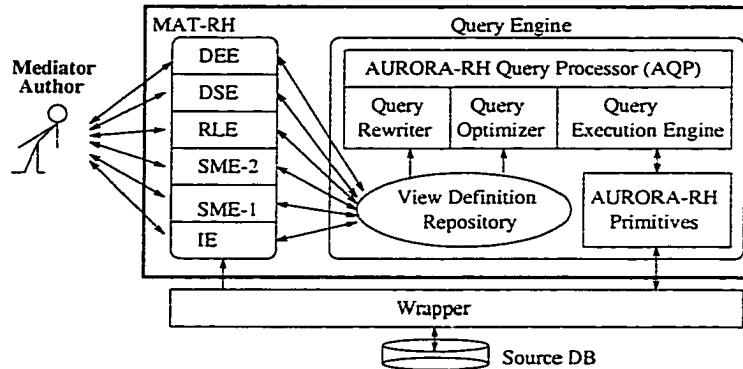 MAT-RH
Query Engine
Mediator
Author
DEE
DSE
RLE
SME-2
SME-1
IE
AURORA-RH Query Processor (AQP)
Query
Rewriter
Query
Optimizer
Query
Execution Engine
View Definition
Repository
AURORA-RH
Primitives
Wrapper
Source DB